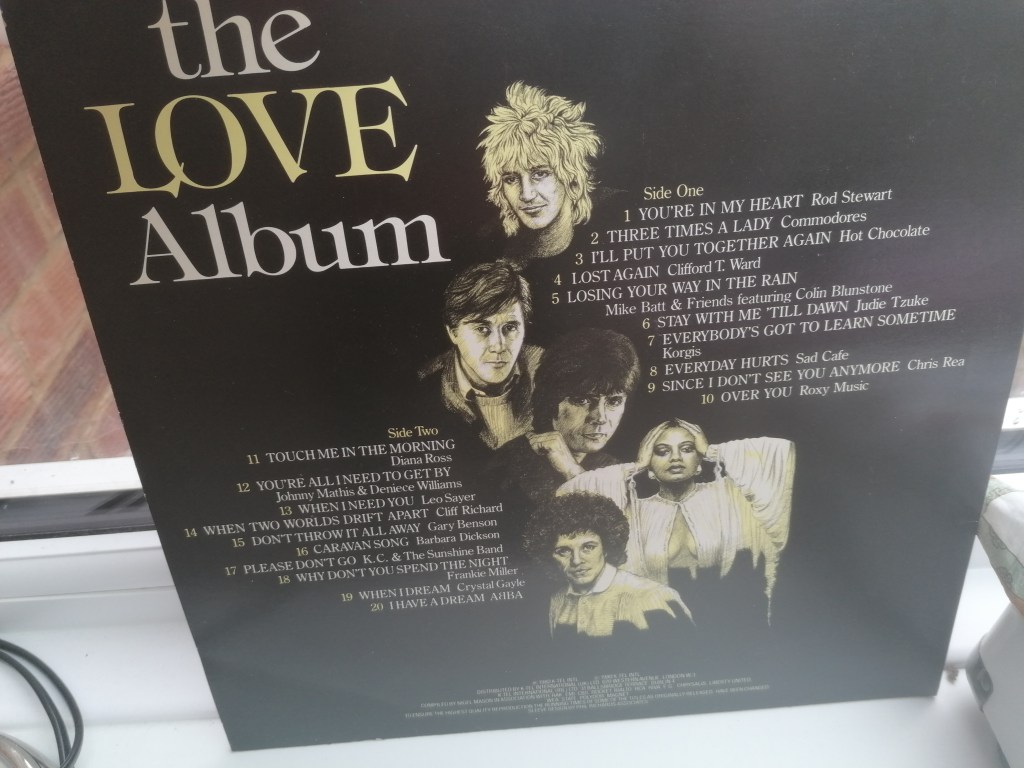 the
LOVE
Album
Side One
1 YOU'RE IN MY HEART Rod Stewart
2 THREE TIMES A LADY Commodores
3 I'LL PUT YOU TOGETHER AGAIN Hot Chocolate
4 LOST AGAIN Clifford T. Ward
5 LOSING YOUR WAY IN THE RAIN
Mike Batt & Friends featuring Colin Blunstone
6 STAY WITH ME 'TILL DAWN Judie Tzuke
7 EVERYBODY'S GOT TO LEARN SOMETIME
Korgis
8 EVERYDAY HURTS Sad Cafe
9 SINCE I DON'T SEE YOU ANYMORE Chris Rea
10 OVER YOU Roxy Music
Side Two
11 TOUCH ME IN THE MORNING
Diana Ross
12 YOU'RE ALL I NEED TO GET BY
Johnny Mathis & Deniece Williams
13 WHEN I NEED YOU Leo Sayer
14 WHEN TWO WORLDS DRIFT APART Cliff Richard
15 DON'T THROW IT ALL AWAY Gary Benson
16 CARAVAN SONG Barbara Dickson
17 PLEASE DON'T GO K.C. & The Sunshine Band
18 WHY DON'T YOU SPEND THE NIGHT
Frankie Miller
19 WHEN I DREAM Crystal Gayle
20 I HAVE A DREAM ABBA